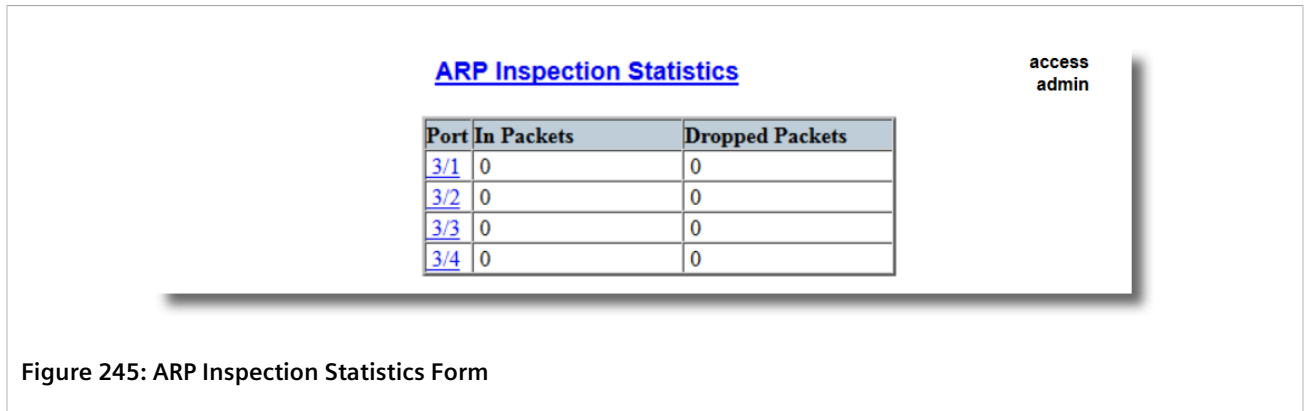 ARP Inspection Statistics
access
admin
Port In Packets Dropped Packets
3/1 0 0
3/2 0 0
3/3 0 0
3/4 0 0
Figure 245: ARP Inspection Statistics Form